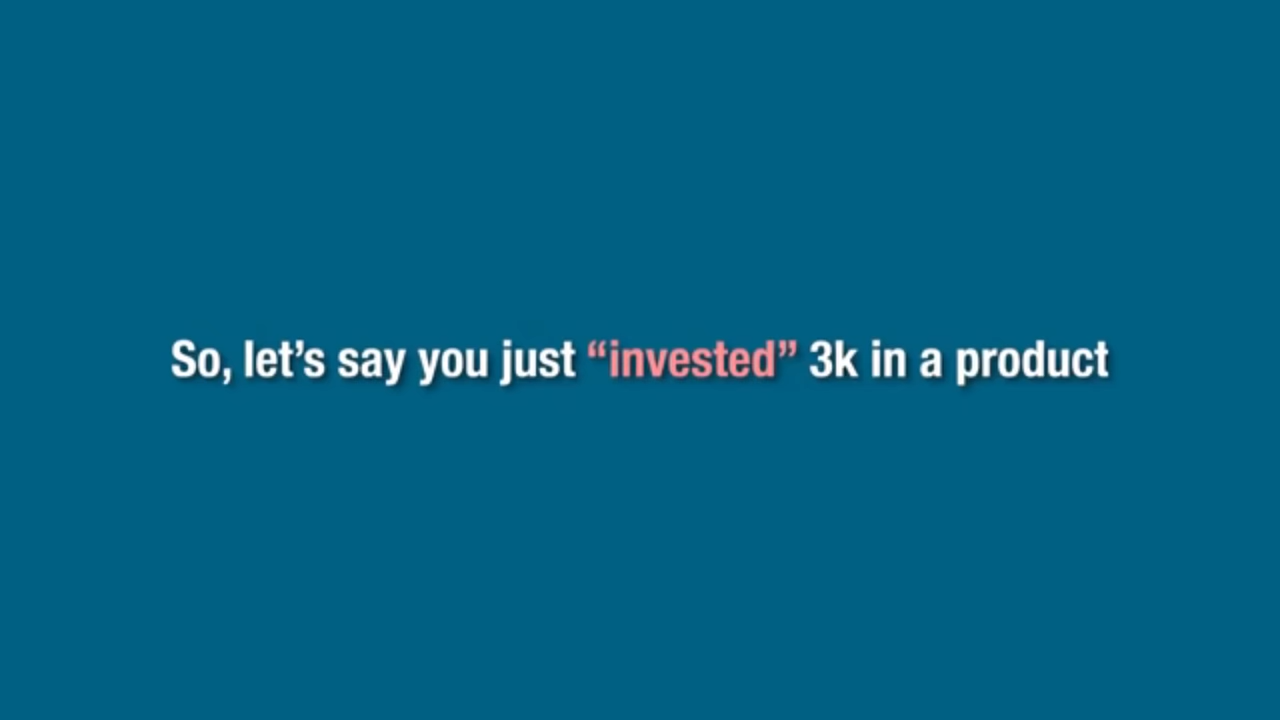 So, let’s say you just “invested” 3k in a product